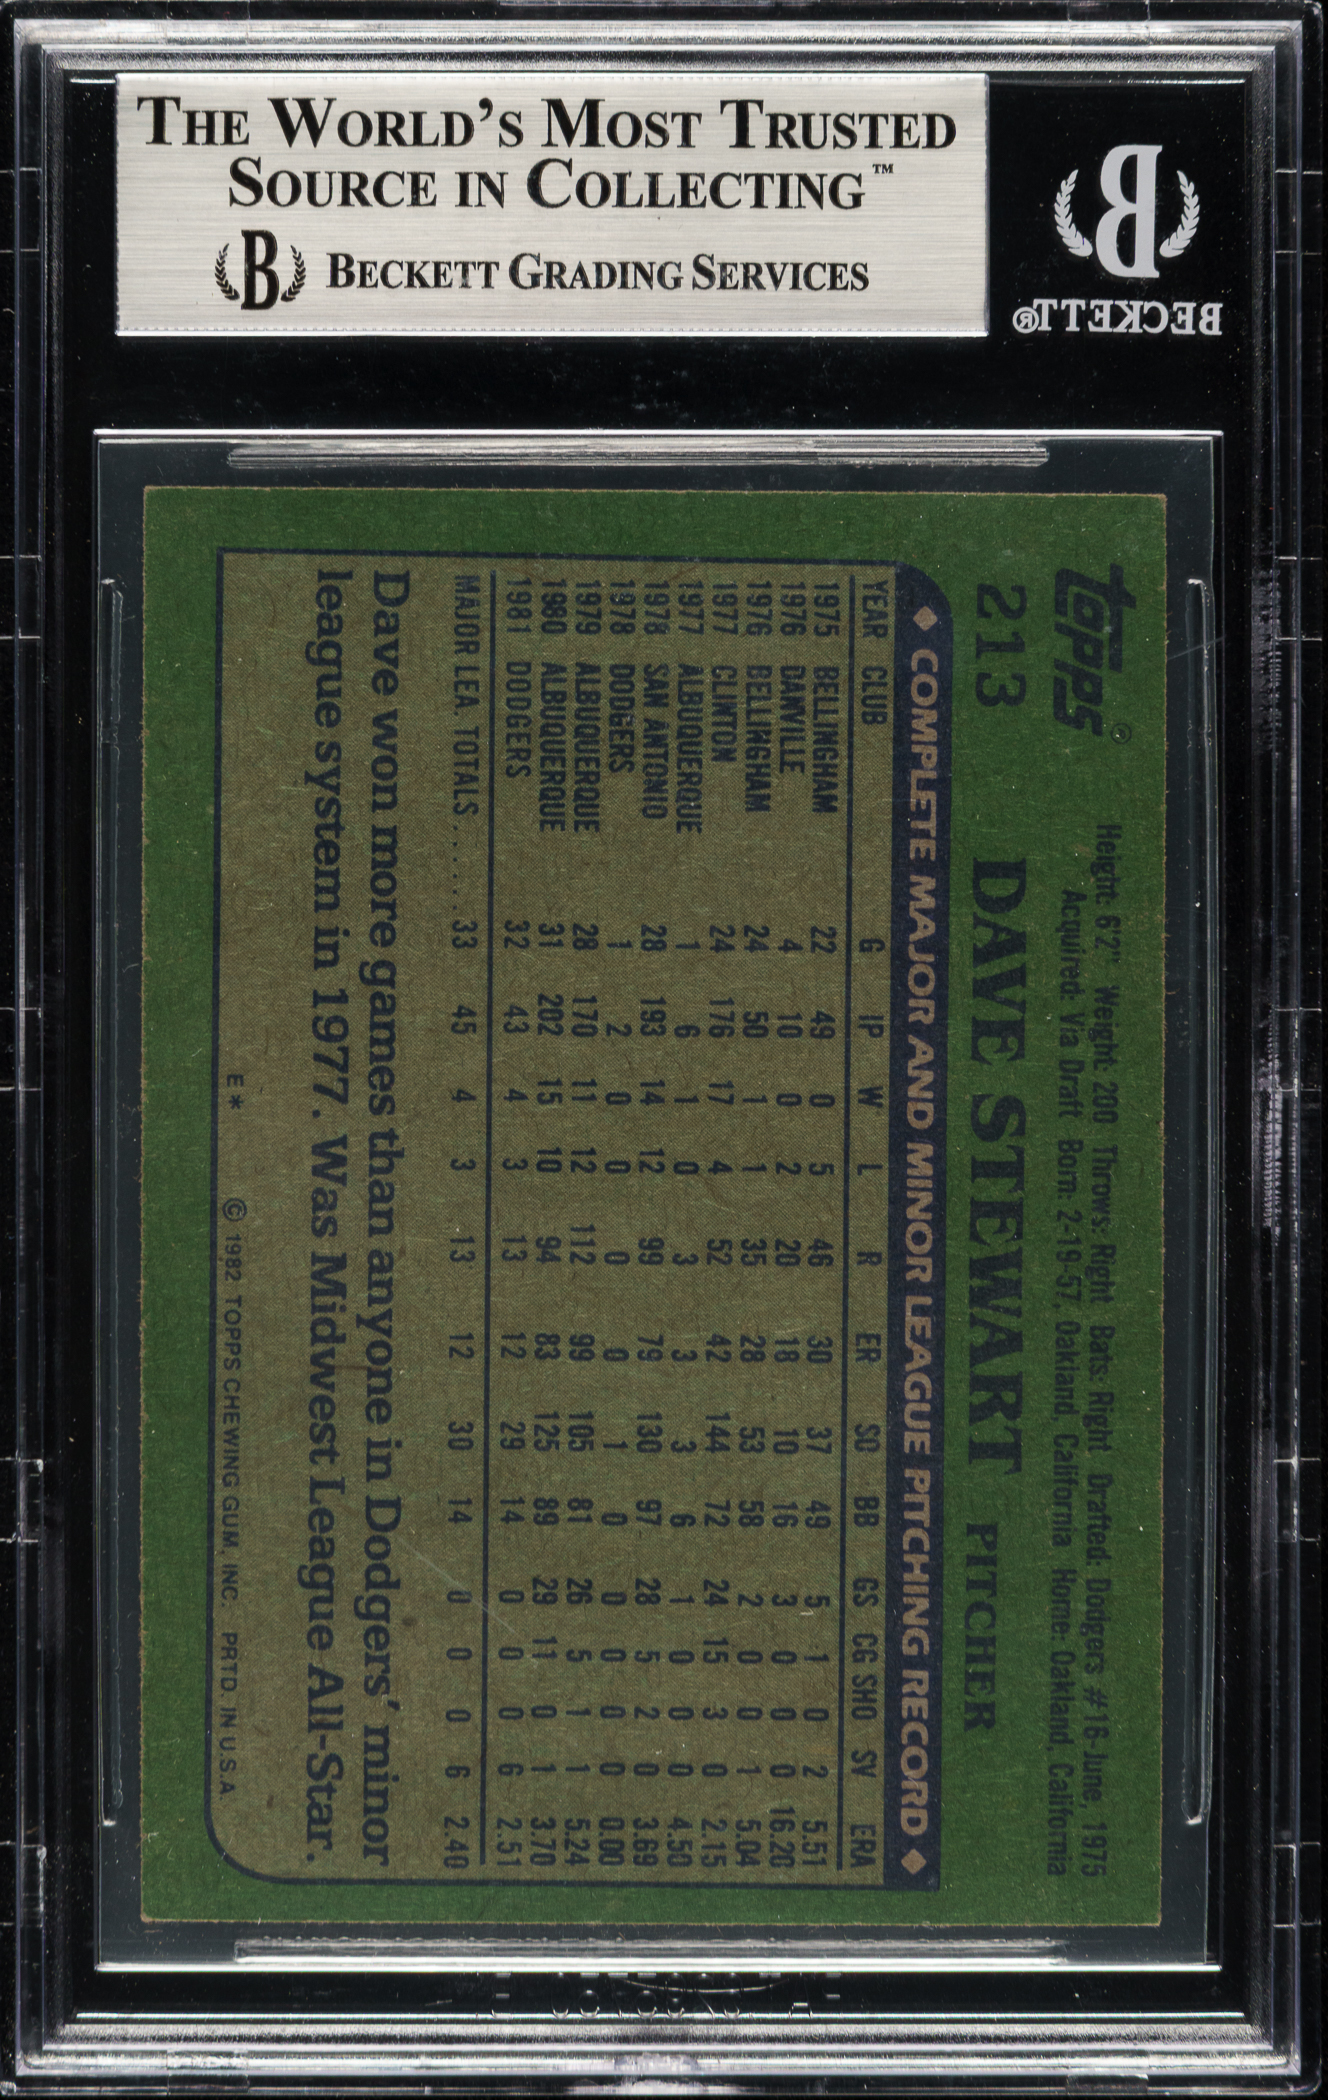 THE WORLD'S MOST TRUSTED
SOURCE IN COLLECTING™
B BECKETT GRADING SERVICES
B
BECKETT®
topps®
Height: 6'2" Weight: 200 Throws: Right Bats: Right Drafted: Dodgers #16-June, 1975
Acquired: Via Draft Born: 2-19-57, Oakland, California Home: Oakland, California
213 DAVE STEWART PITCHER
◆ COMPLETE MAJOR AND MINOR LEAGUE PITCHING RECORD ◆
YEAR CLUB G IP W L R ER SO BB GS CG SHO SV ERA
1975 BELLINGHAM 22 49 0 5 46 30 37 49 5 1 0 2 5.51
1976 DANVILLE 4 10 0 2 20 18 10 16 3 0 0 0 16.20
1976 BELLINGHAM 24 50 1 1 35 28 53 58 2 0 0 1 5.04
1977 CLINTON 24 176 17 4 52 42 144 72 24 15 3 0 2.15
1977 ALBUQUERQUE 1 6 1 0 3 3 3 6 1 0 0 0 4.50
1978 SAN ANTONIO 28 193 14 12 99 79 130 97 28 5 2 0 3.69
1978 DODGERS 1 2 0 0 0 0 1 0 0 0 0 0 0.00
1979 ALBUQUERQUE 28 170 11 12 112 99 105 81 26 5 1 1 5.24
1980 ALBUQUERQUE 31 202 15 10 94 83 125 89 29 11 0 1 3.70
1981 DODGERS 32 43 4 3 13 12 29 14 0 0 0 6 2.51
MAJOR LEA. TOTALS...... 33 45 4 3 13 12 30 14 0 0 0 6 2.40
Dave won more games than anyone in Dodgers' minor
league system in 1977. Was Midwest League All-Star.
E* © 1982 TOPPS CHEWING GUM, INC. PRTD. IN U.S.A.